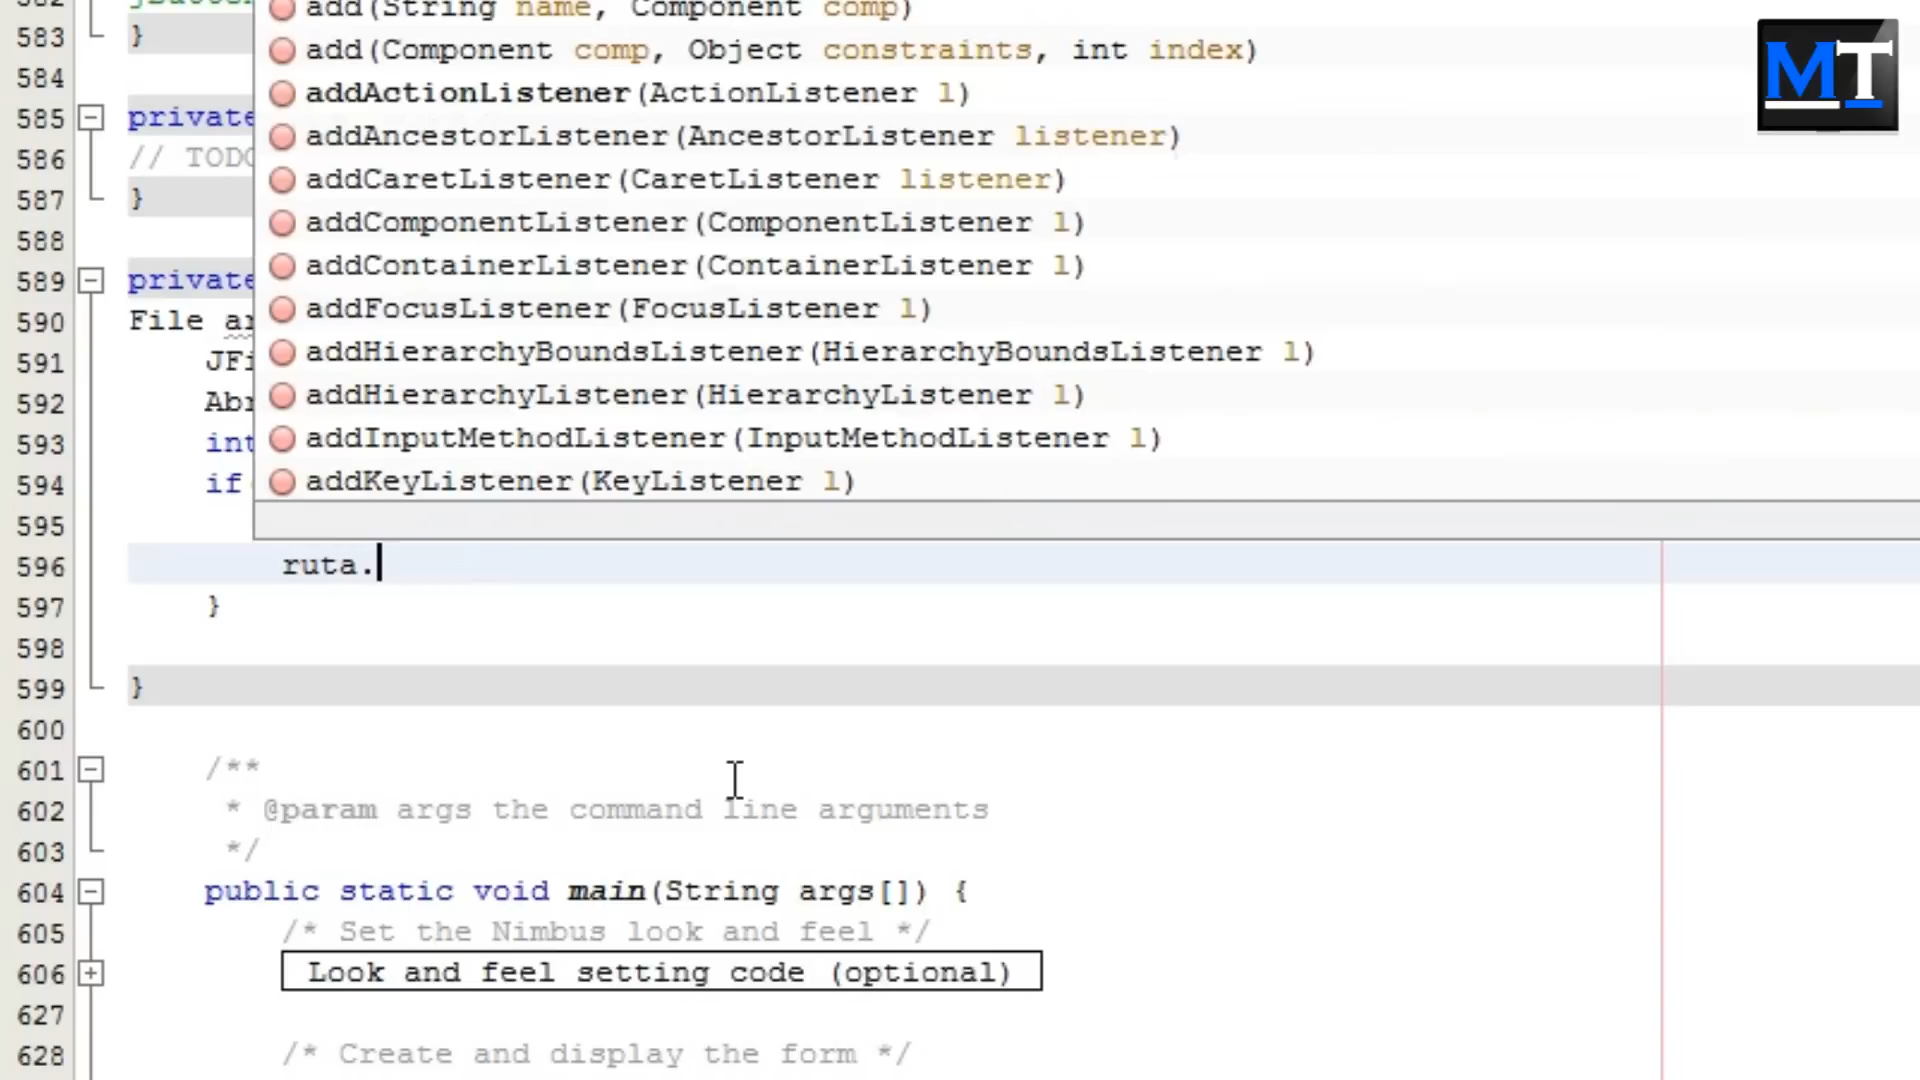 583 }
add(String name, Component comp)
add(Component comp, Object constraints, int index)
addActionListener(ActionListener l)
addAncestorListener(AncestorListener listener)
addCaretListener(CaretListener listener)
addComponentListener(ComponentListener l)
addContainerListener(ContainerListener l)
addFocusListener(FocusListener l)
addHierarchyBoundsListener(HierarchyBoundsListener l)
addHierarchyListener(HierarchyListener l)
addInputMethodListener(InputMethodListener l)
addKeyListener(KeyListener l)
MT
584
585 private
586 // TODO
587 }
588
589 private
590 File ar
591 JFi
592 Abr
593 int
594 if
595
596 ruta.
597 }
598
599 }
600
601 /**
602 * @param args the command line arguments
603 */
604 public static void main(String args[]) {
605 /* Set the Nimbus look and feel */
606 Look and feel setting code (optional)
627
628 /* Create and display the form */